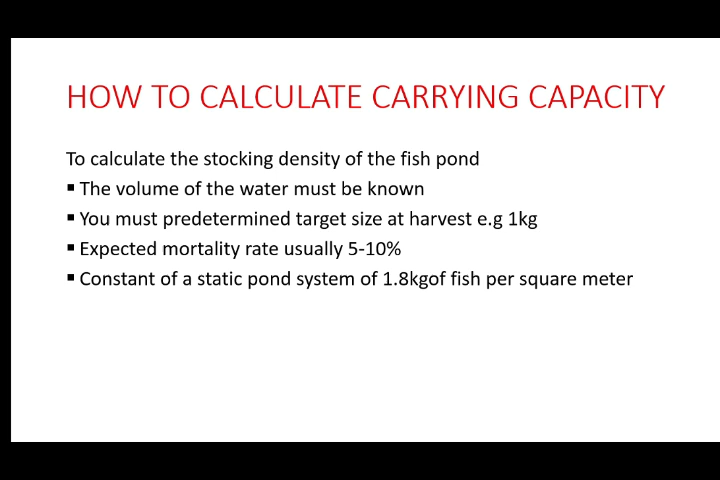 HOW TO CALCULATE CARRYING CAPACITY
To calculate the stocking density of the fish pond
▪ The volume of the water must be known
▪ You must predetermined target size at harvest e.g 1kg
▪ Expected mortality rate usually 5-10%
▪ Constant of a static pond system of 1.8kgof fish per square meter